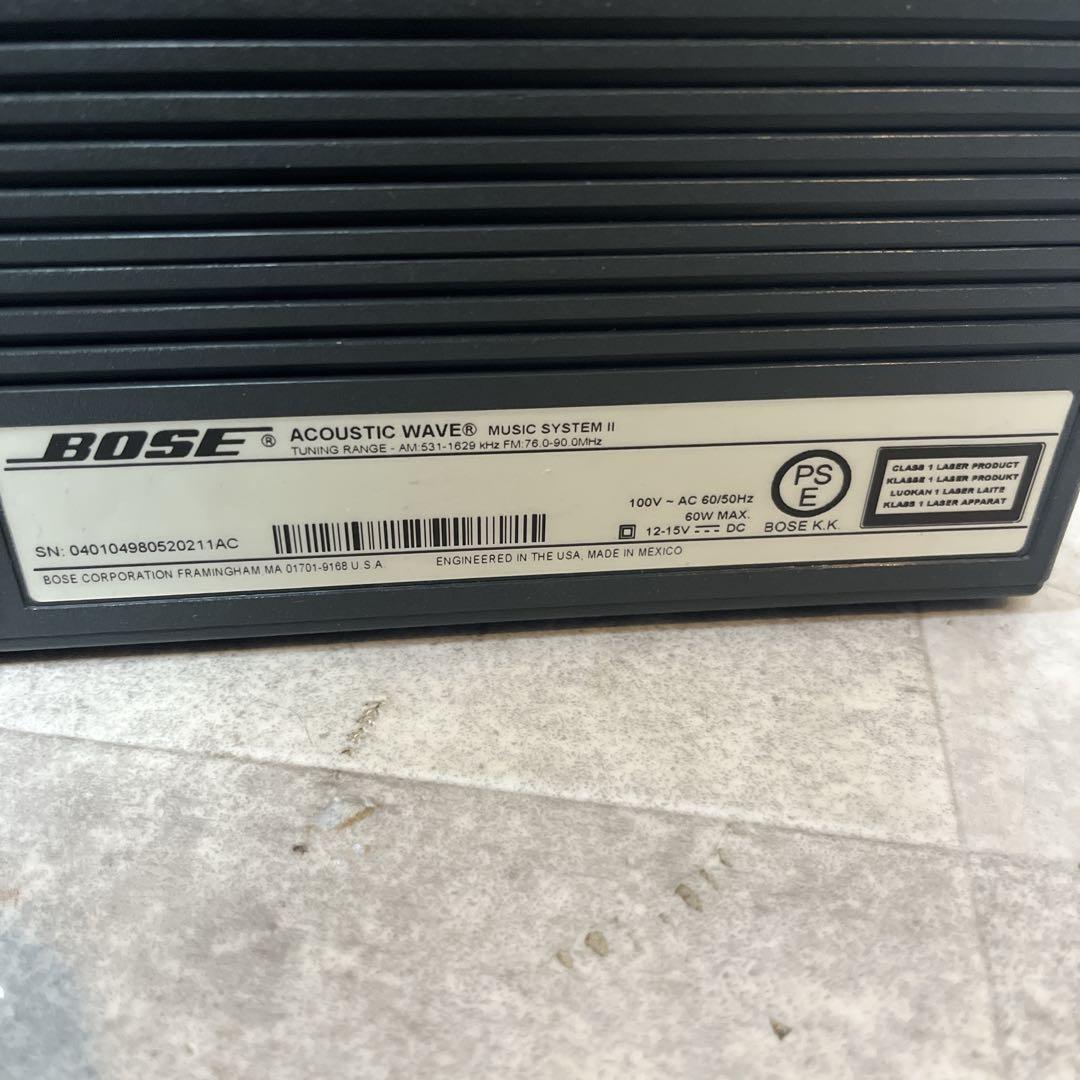 BOSE® ACOUSTIC WAVE® MUSIC SYSTEM II
TUNING RANGE - AM:531-1629 kHz FM:76.0-90.0MHz
PS
E
BOSE K.K.
CLASS 1 LASER PRODUCT
KLASSE 1 LASER PRODUKT
LUOKAN 1 LASER LAITE
KLASS 1 LASER APPARAT
100V ~ AC 60/50Hz
60W MAX.
12-15V ⎓ DC
SN: 040104980520211AC
BOSE CORPORATION FRAMINGHAM,MA 01701-9168 U.S.A.
ENGINEERED IN THE USA, MADE IN MEXICO